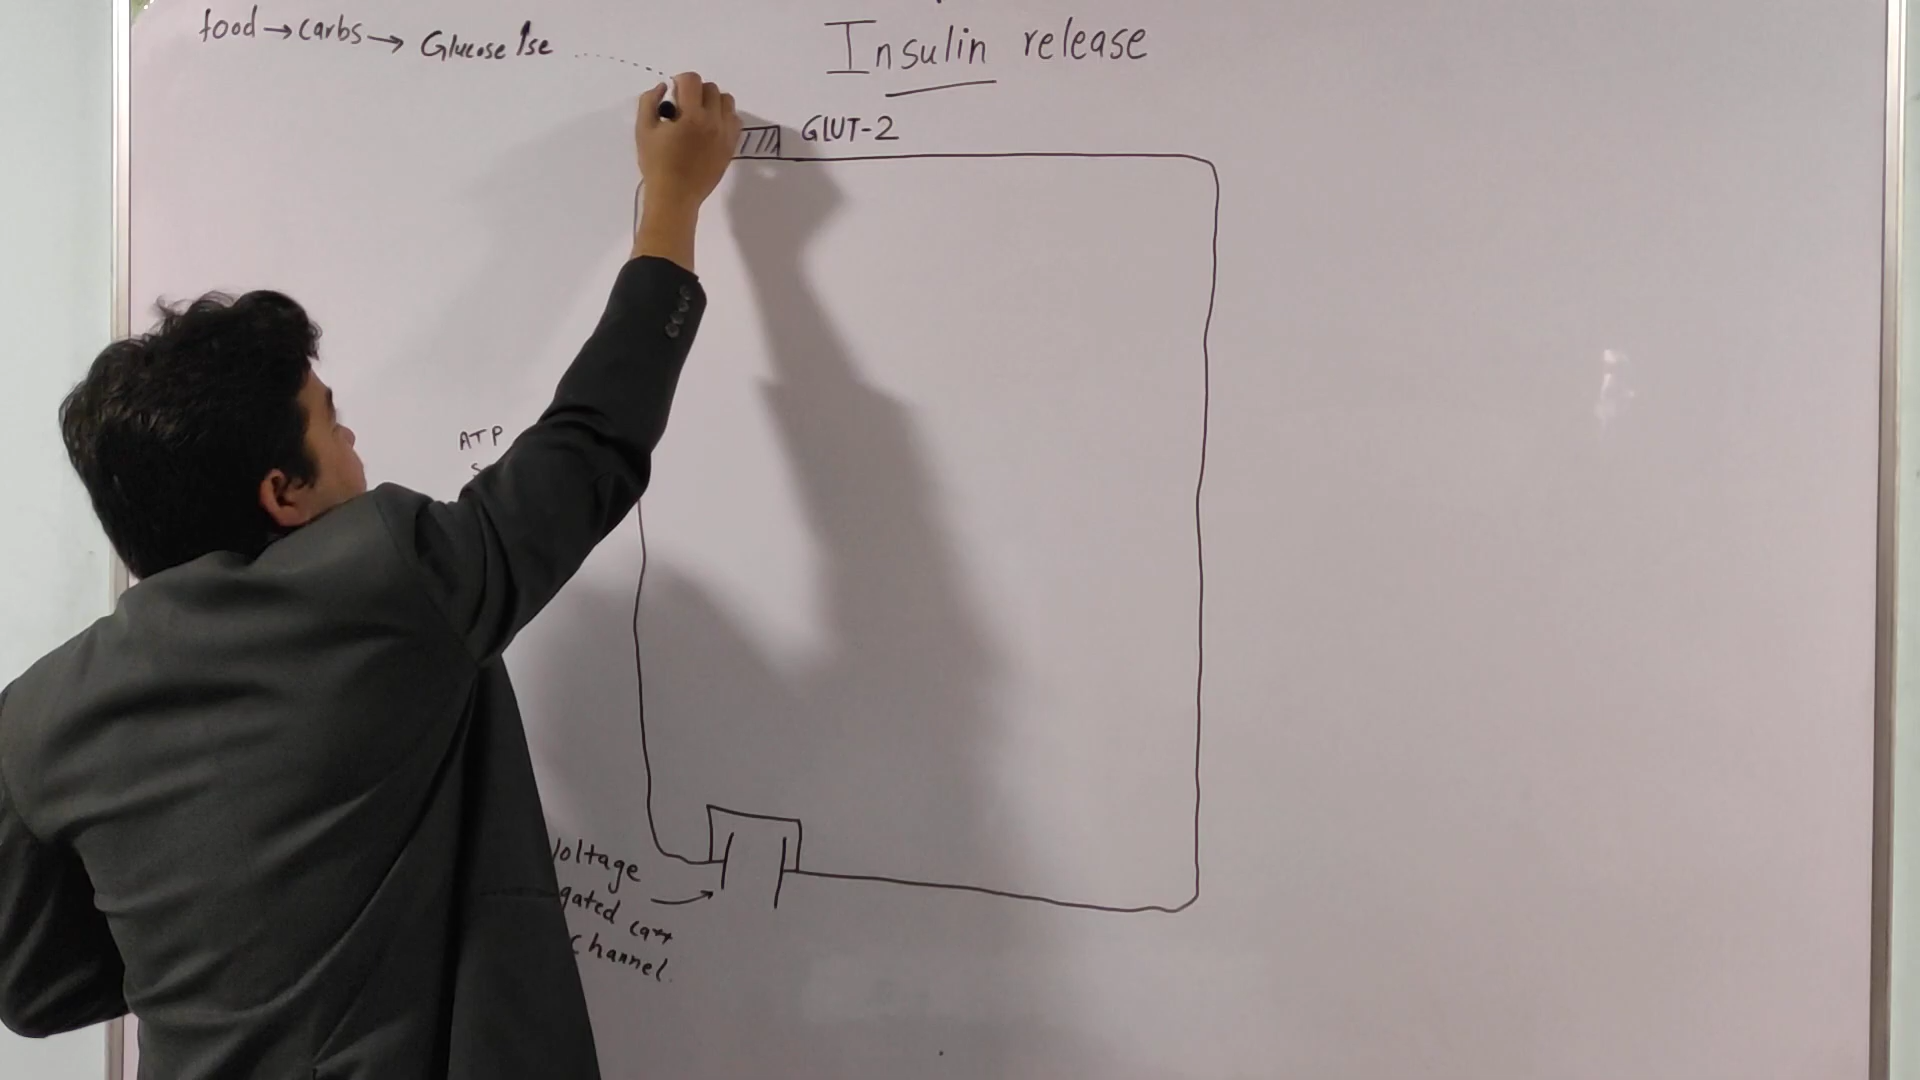 food → carbs → Glucose ↑se
Insulin release
GLUT-2
ATP
S
Voltage
gated ca++
channel.